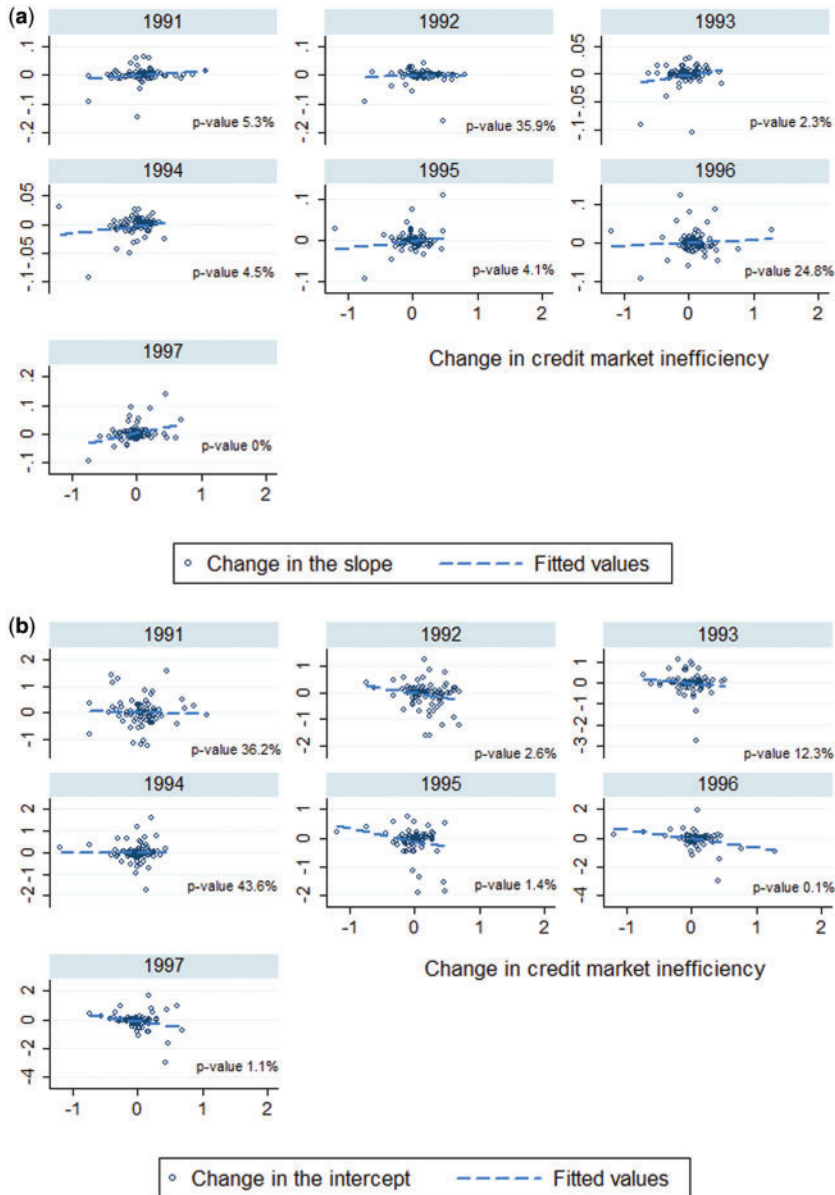 (a)
1991
1992
1993
.1
0
-.1
-.2
p-value 5.3%
.1
0
-.1
-.2
p-value 35.9%
.05
0
-.05
-.1
p-value 2.3%
1994
1995
1996
.05
0
-.05
-.1
p-value 4.5%
.1
0
-.1
p-value 4.1%
.1
0
-.1
p-value 24.8%
-1 0 1 2
-1 0 1 2
1997
Change in credit market inefficiency
.2
.1
0
-.1
p-value 0%
-1 0 1 2
Change in the slope Fitted values
(b)
1991
1992
1993
2
1
0
-1
p-value 36.2%
1
0
-1
-2
p-value 2.6%
1
0
-1
-2
-3
p-value 12.3%
1994
1995
1996
2
1
0
-1
-2
p-value 43.6%
1
0
-1
-2
p-value 1.4%
2
0
-2
-4
p-value 0.1%
-1 0 1 2
-1 0 1 2
1997
Change in credit market inefficiency
2
0
-2
-4
p-value 1.1%
-1 0 1 2
Change in the intercept Fitted values